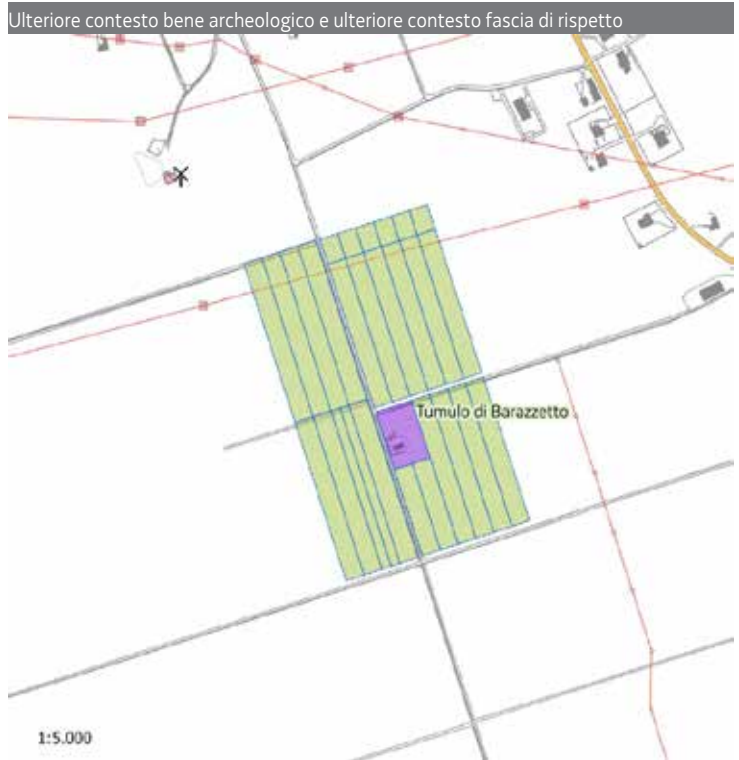 Ulteriore contesto bene archeologico e ulteriore contesto fascia di rispetto
Tumulo di Barazzetto
1:5.000